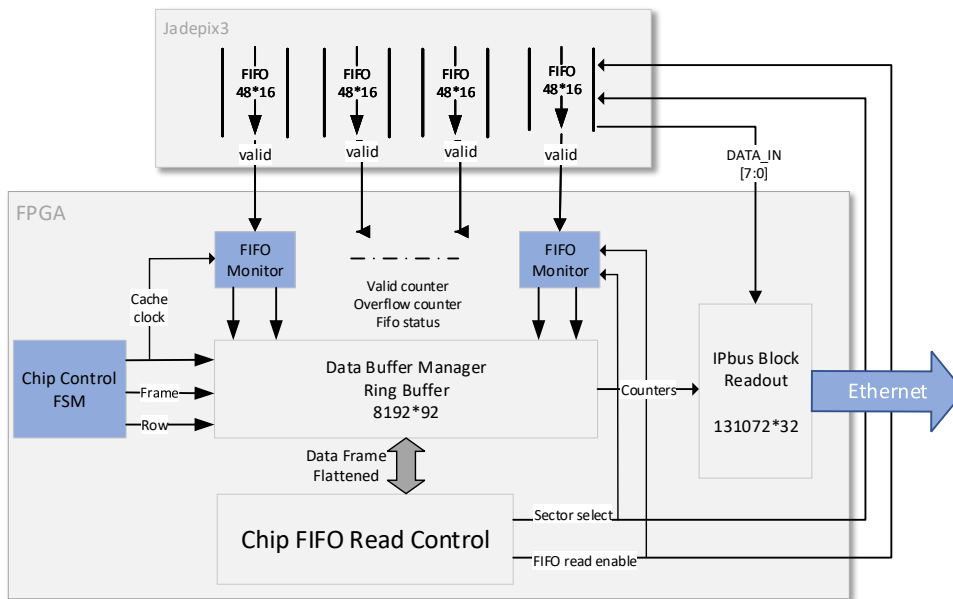 Jadepix3
FIFO
48*16
FIFO
48*16
FIFO
48*16
FIFO
48*16
valid
valid
valid
valid
DATA_IN
[7:0]
FPGA
FIFO
Monitor
FIFO
Monitor
Valid counter
Overflow counter
Fifo status
Cache
clock
Chip Control
FSM
Frame
Row
Data Buffer Manager
Ring Buffer
8192*92
Counters
IPbus Block
Readout
131072*32
Ethernet
Data Frame
Flattened
Chip FIFO Read Control
Sector select
FIFO read enable